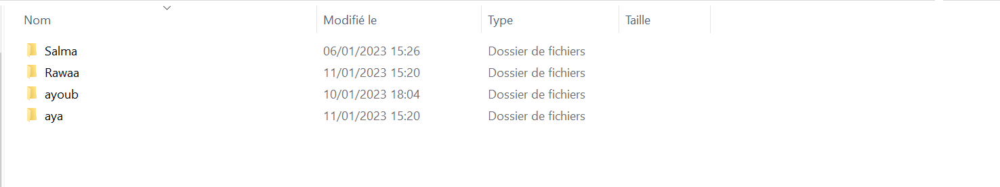 Nom Modifié le Type Taille
Salma 06/01/2023 15:26 Dossier de fichiers
Rawaa 11/01/2023 15:20 Dossier de fichiers
ayoub 10/01/2023 18:04 Dossier de fichiers
aya 11/01/2023 15:20 Dossier de fichiers